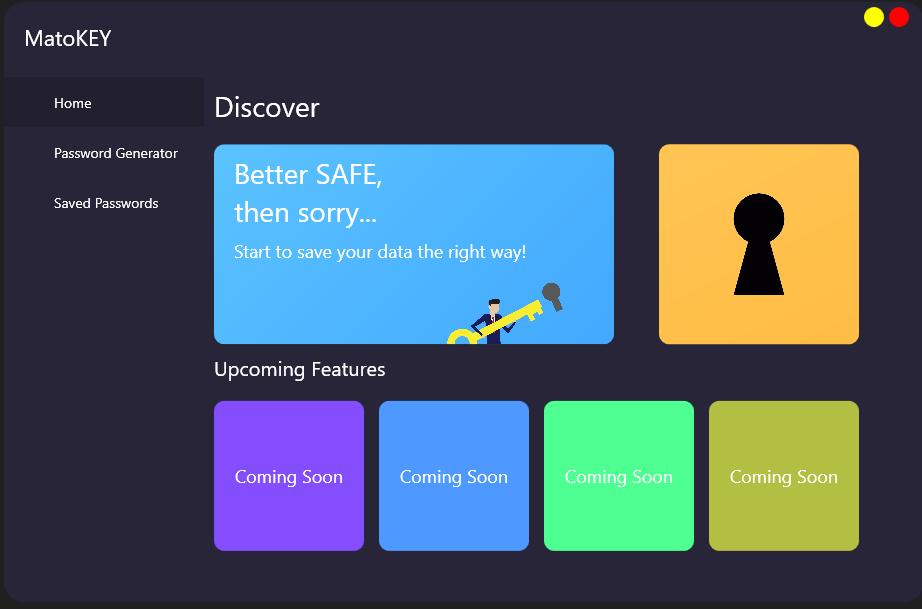 MatoKEY
Home
Password Generator
Saved Passwords
Discover
Better SAFE,
then sorry...
Start to save your data the right way!
Upcoming Features
Coming Soon
Coming Soon
Coming Soon
Coming Soon